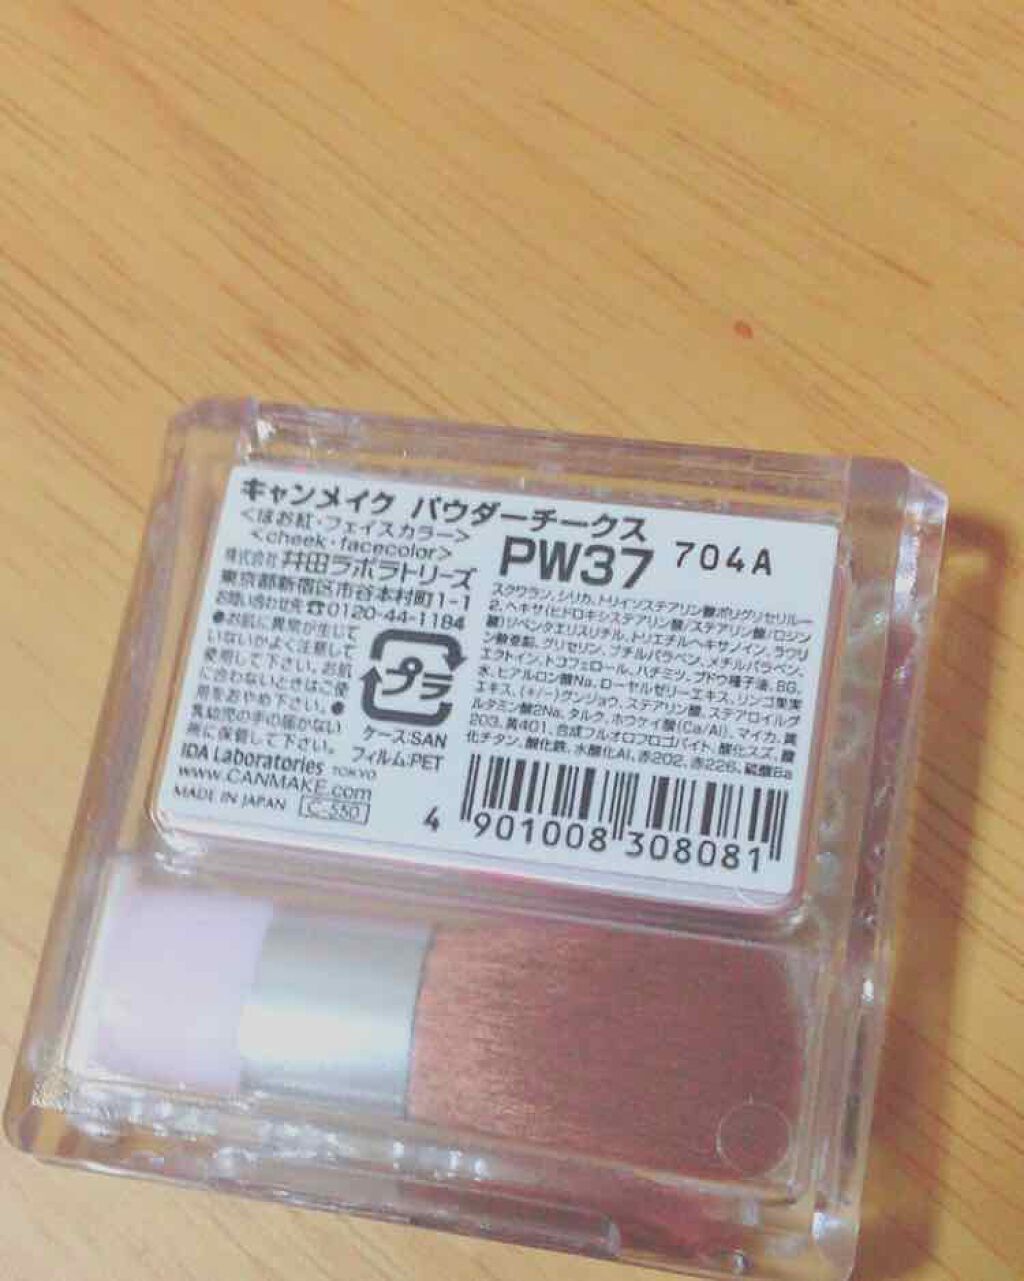 キャンメイク パウダーチークス
<ほお紅・フェイスカラー>
<cheek・facecolor>
株式会社 井田ラボラトリーズ
東京都新宿区市谷本村町1-1
お問い合わせ先☎0120-44-1184
●お肌に異常が生じて
いないかよく注意して
使用して下さい。お肌
に合わないときはご使
用をおやめ下さい。●
乳幼児の手の届かない
所に保管して下さい。
プラ
ケース:SAN
フィルム:PET
IDA Laboratories TOKYO
www.CANMAKE.com
MADE IN JAPAN C-550
PW37 704A
スクワラン、シリカ、トリイソステアリン酸ポリグリセリル-
2、ヘキサ(ヒドロキシステアリン酸/ステアリン酸/ロジン
酸)ジペンタエリスリチル、トリエチルヘキサノイン、ラウリ
ン酸亜鉛、グリセリン、ブチルパラベン、メチルパラベン、
エクトイン、トコフェロール、ハチミツ、ブドウ種子油、BG、
水、ヒアルロン酸Na、ローヤルゼリーエキス、リンゴ果実
エキス、(+/-)グンジョウ、ステアリン酸、ステアロイルグ
ルタミン酸2Na、タルク、ホウケイ酸(Ca/Al)、マイカ、黄
203、黄401、合成フルオロフロゴパイト、酸化スズ、酸
化チタン、酸化鉄、水酸化Al、赤202、赤226、硫酸Ba
4 901008 308081